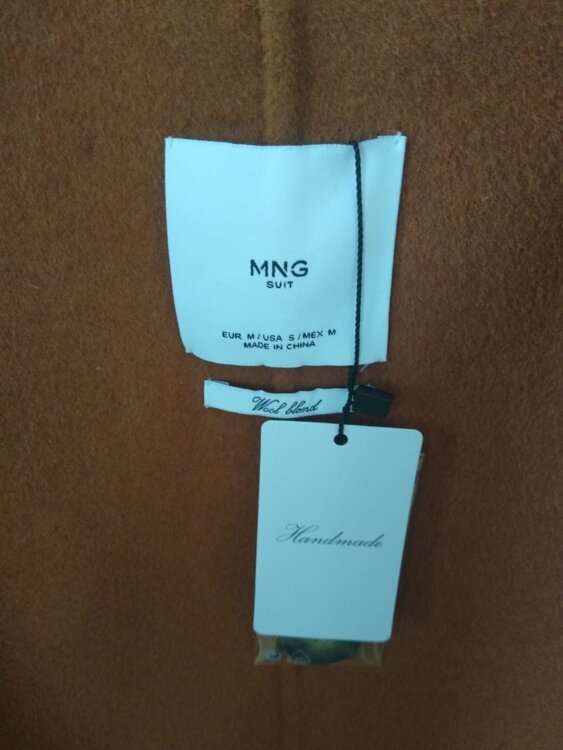 MNG
SUIT
EUR M / USA S / MEX M
MADE IN CHINA
Wool blend
Handmade